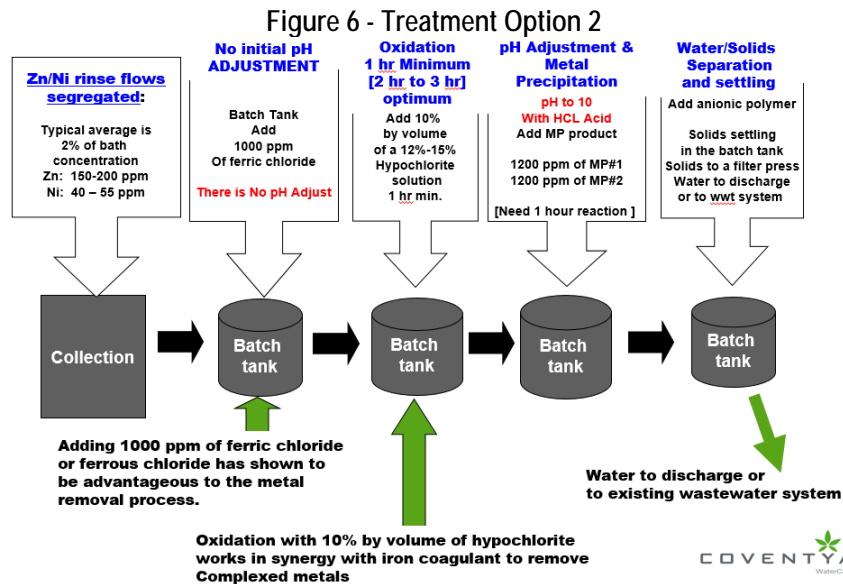 Figure 6 - Treatment Option 2
Zn/Ni rinse flows
segregated:
Typical average is
2% of bath
concentration
Zn: 150-200 ppm
Ni: 40 – 55 ppm
No initial pH
ADJUSTMENT
Batch Tank
Add
1000 ppm
Of ferric chloride
There is No pH Adjust
Oxidation
1 hr Minimum
[2 hr to 3 hr]
optimum
Add 10%
by volume
of a 12%-15%
Hypochlorite
solution
1 hr min.
pH Adjustment &
Metal
Precipitation
pH to 10
With HCL Acid
Add MP product
1200 ppm of MP#1
1200 ppm of MP#2
[Need 1 hour reaction ]
Water/Solids
Separation
and settling
Add anionic polymer
Solids settling
in the batch tank
Solids to a filter press
Water to discharge
or to wwt system
Collection
Batch
tank
Batch
tank
Batch
tank
Batch
tank
Adding 1000 ppm of ferric chloride
or ferrous chloride has shown to
be advantageous to the metal
removal process.
Oxidation with 10% by volume of hypochlorite
works in synergy with iron coagulant to remove
Complexed metals
Water to discharge or
to existing wastewater system
COVENTYA